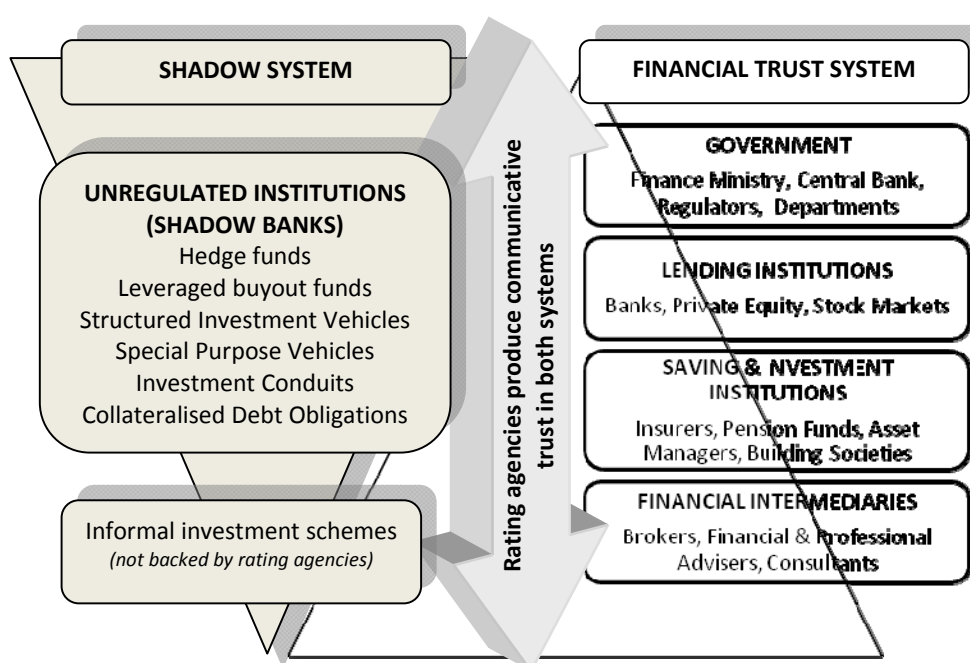 SHADOW SYSTEM
UNREGULATED INSTITUTIONS
(SHADOW BANKS)
Hedge funds
Leveraged buyout funds
Structured Investment Vehicles
Special Purpose Vehicles
Investment Conduits
Collateralised Debt Obligations
Informal investment schemes
(not backed by rating agencies)
Rating agencies produce communicative
trust in both systems
FINANCIAL TRUST SYSTEM
GOVERNMENT
Finance Ministry, Central Bank,
Regulators, Departments
LENDING INSTITUTIONS
Banks, Private Equity, Stock Markets
SAVING & NVESTMENT
INSTITUTIONS
Insurers, Pension Funds, Asset
Managers, Building Societies
FINANCIAL INTERMEDIARIES
Brokers, Financial & Professional
Advisers, Consultants